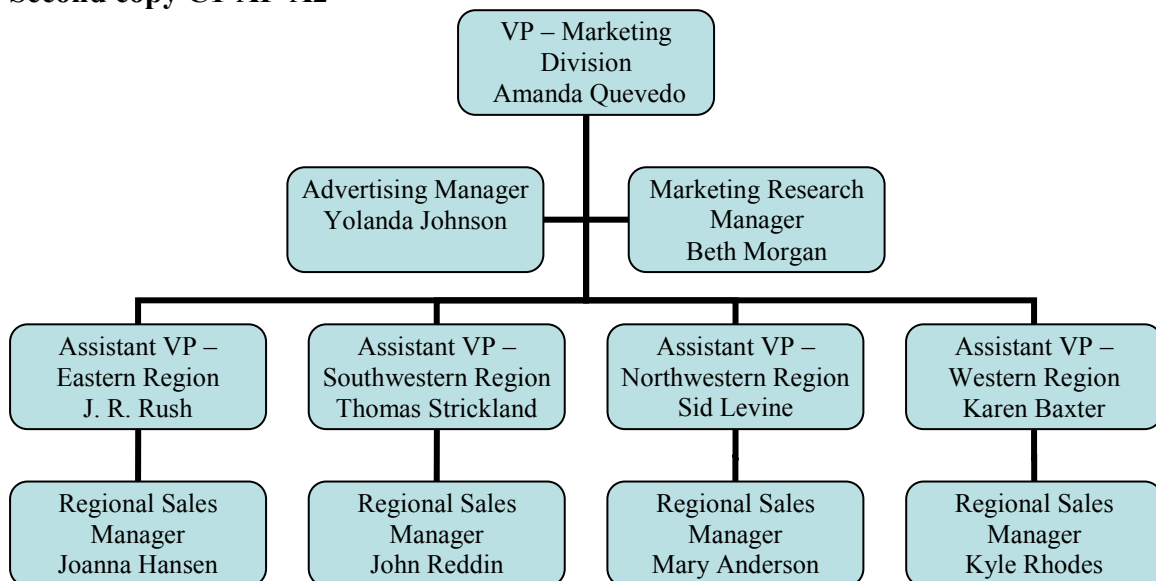 Second copy C1 AP A2
VP – Marketing
Division
Amanda Quevedo
Advertising Manager
Yolanda Johnson
Marketing Research
Manager
Beth Morgan
Assistant VP –
Eastern Region
J. R. Rush
Assistant VP –
Southwestern Region
Thomas Strickland
Assistant VP –
Northwestern Region
Sid Levine
Assistant VP –
Western Region
Karen Baxter
Regional Sales
Manager
Joanna Hansen
Regional Sales
Manager
John Reddin
Regional Sales
Manager
Mary Anderson
Regional Sales
Manager
Kyle Rhodes